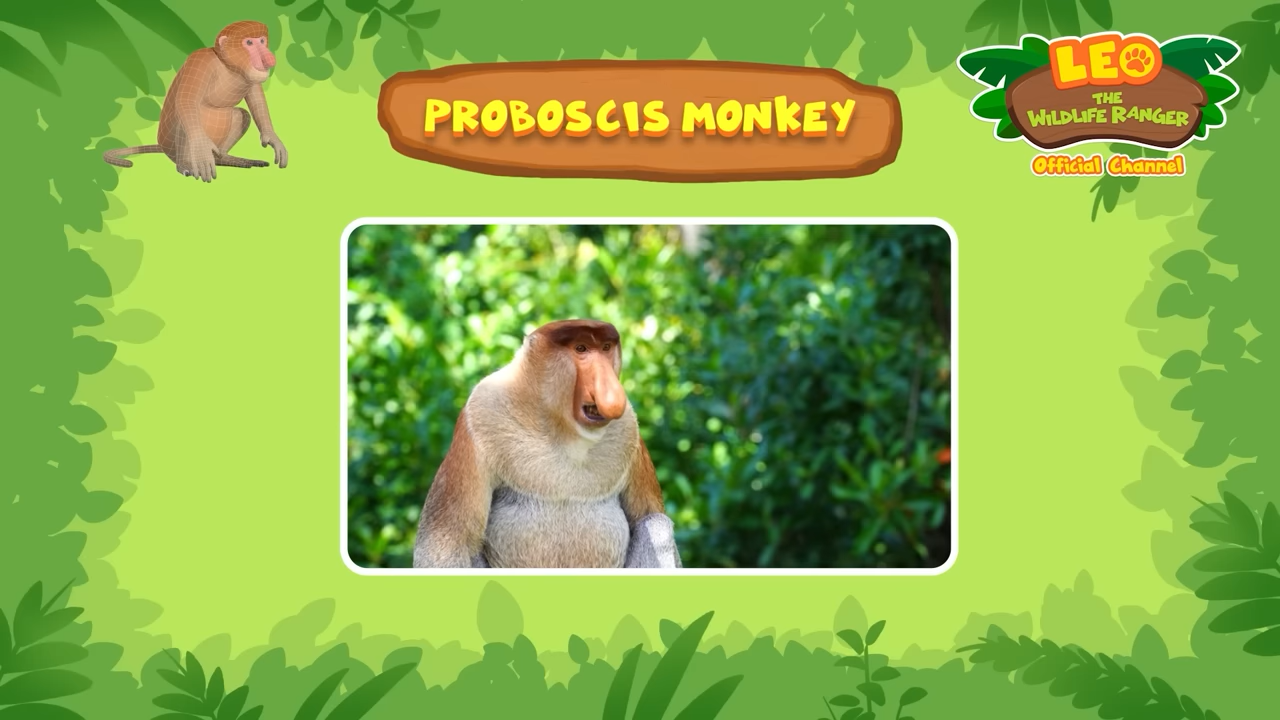 PROBOSCIS MONKEY
LEO
THE
WILDLIFE RANGER
Official Channel